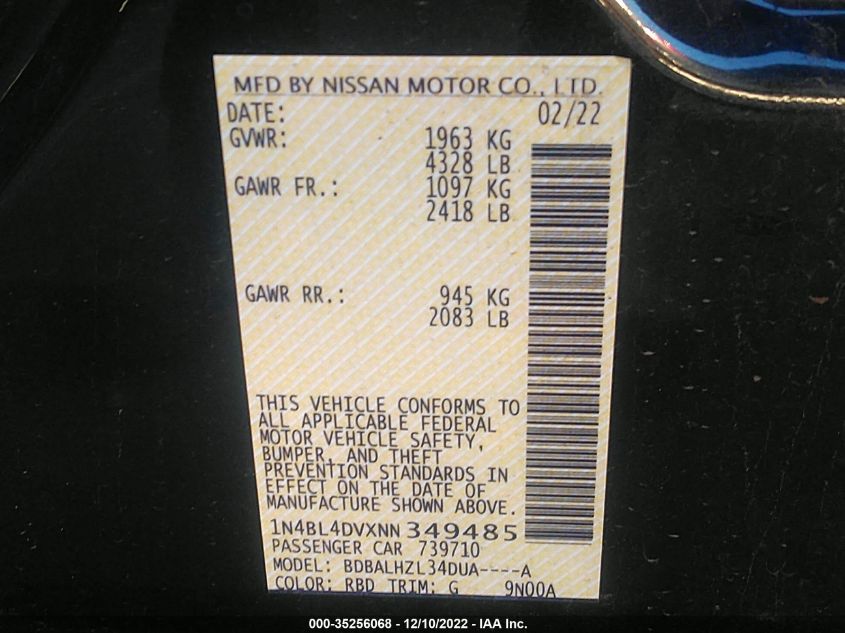 MFD BY NISSAN MOTOR CO., LTD.
DATE: 02/22
GVWR: 1963 KG
4328 LB
GAWR FR.: 1097 KG
2418 LB
GAWR RR.: 945 KG
2083 LB
THIS VEHICLE CONFORMS TO
ALL APPLICABLE FEDERAL
MOTOR VEHICLE SAFETY,
BUMPER, AND THEFT
PREVENTION STANDARDS IN
EFFECT ON THE DATE OF
MANUFACTURE SHOWN ABOVE.
1N4BL4DVXNN349485
PASSENGER CAR 739710
MODEL: BDBALHZL34DUA----A
COLOR: RBD TRIM: G 9N00A
000-35256068 - 12/10/2022 - IAA Inc.